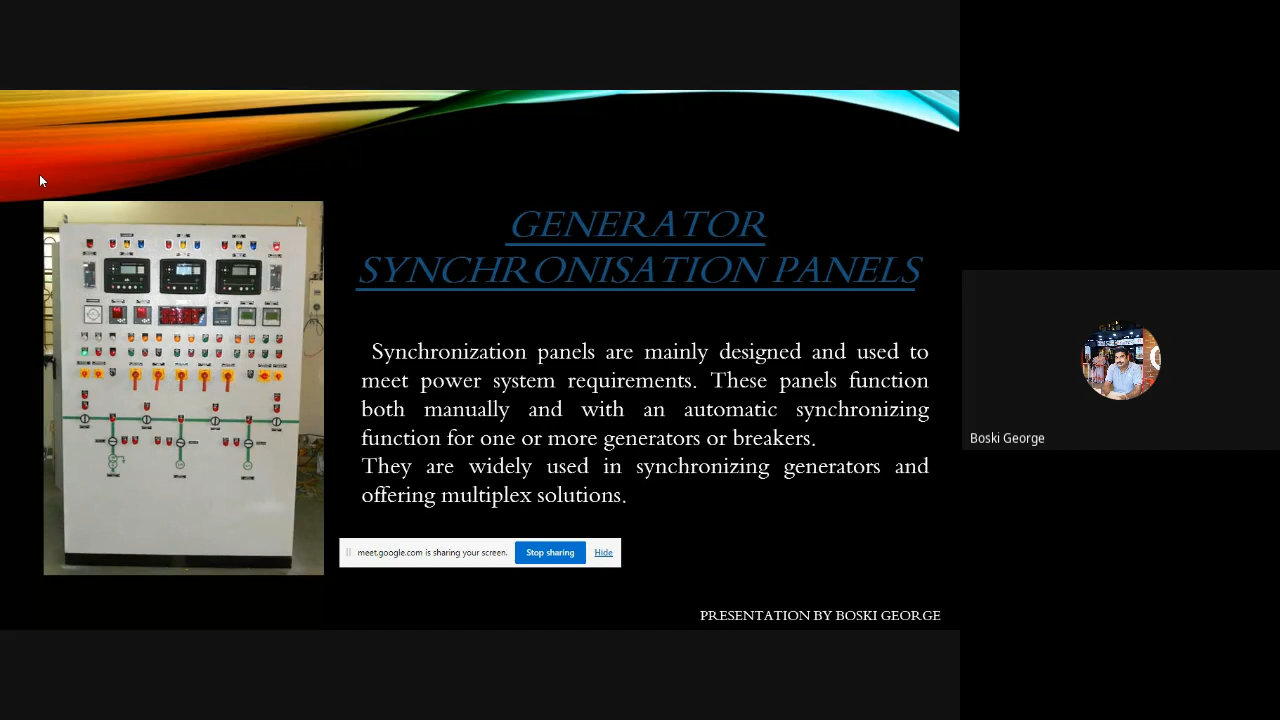 GENERATOR
SYNCHRONISATION PANELS
Synchronization panels are mainly designed and used to
meet power system requirements. These panels function
both manually and with an automatic synchronizing
function for one or more generators or breakers.
They are widely used in synchronizing generators and
offering multiplex solutions.
meet.google.com is sharing your screen.
Stop sharing
Hide
PRESENTATION BY BOSKI GEORGE
Boski George